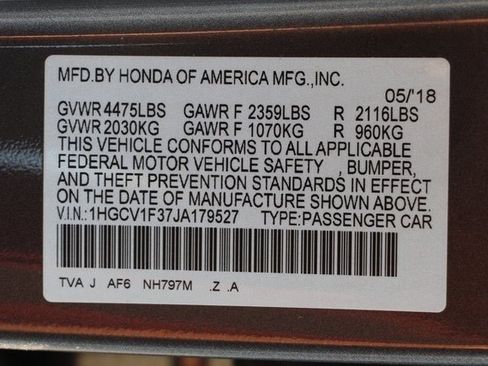 MFD.BY HONDA OF AMERICA MFG.,INC.
05/'18
GVWR 4475LBS GAWR F 2359LBS R 2116LBS
GVWR 2030KG GAWR F 1070KG R 960KG
THIS VEHICLE CONFORMS TO ALL APPLICABLE
FEDERAL MOTOR VEHICLE SAFETY , BUMPER,
AND THEFT PREVENTION STANDARDS IN EFFECT
ON THE DATE OF MANUFACTURE SHOWN ABOVE.
V.I.N.: 1HGCV1F37JA179527 TYPE:PASSENGER CAR
TVA J AF6 NH797M .Z .A